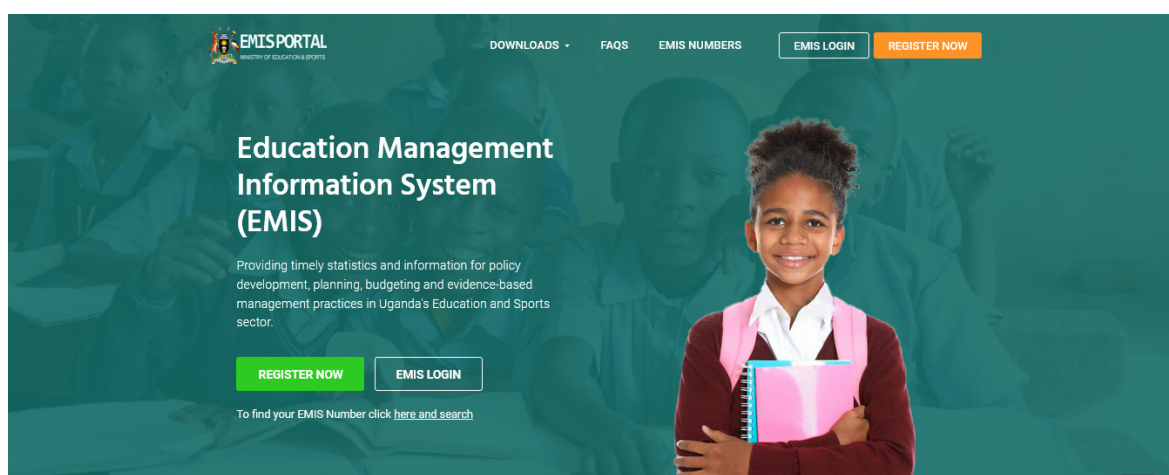 EMIS PORTAL
MINISTRY OF EDUCATION & SPORTS
DOWNLOADS
FAQS
EMIS NUMBERS
EMIS LOGIN
REGISTER NOW
Education Management
Information System
(EMIS)
Providing timely statistics and information for policy
development, planning, budgeting and evidence-based
management practices in Uganda's Education and Sports
sector.
REGISTER NOW
EMIS LOGIN
To find your EMIS Number click here and search